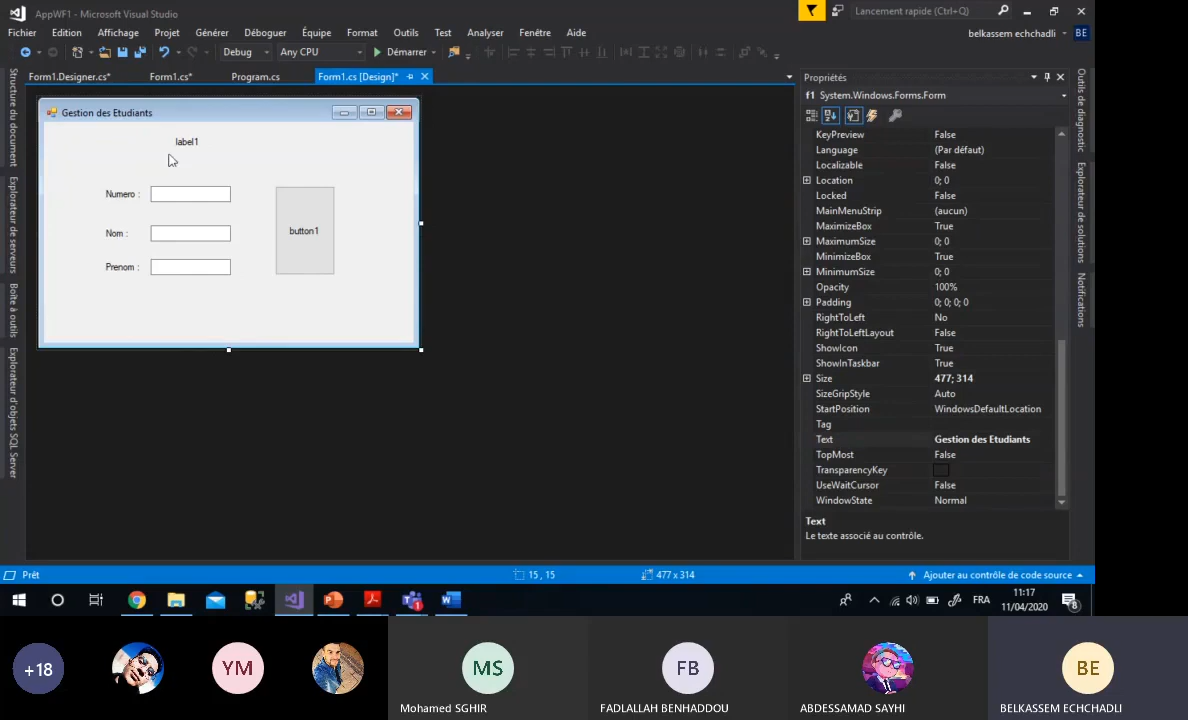 AppWF1 - Microsoft Visual Studio
Lancement rapide (Ctrl+Q)
Fichier Edition Affichage Projet Générer Déboguer Équipe Format Outils Test Analyser Fenêtre Aide
belkassem echchadli BE
Debug Any CPU Démarrer
Form1.Designer.cs* Form1.cs* Program.cs Form1.cs [Design]*
Structure du document
Explorateur de serveurs
Boîte à outils
Explorateur d'objets SQL Server
Gestion des Etudiants
label1
Numero :
Nom :
Prenom :
button1
Propriétés
f1 System.Windows.Forms.Form
KeyPreview False
Language (Par défaut)
Localizable False
Location 0; 0
Locked False
MainMenuStrip (aucun)
MaximizeBox True
MaximumSize 0; 0
MinimizeBox True
MinimumSize 0; 0
Opacity 100%
Padding 0; 0; 0; 0
RightToLeft No
RightToLeftLayout False
ShowIcon True
ShowInTaskbar True
Size 477; 314
SizeGripStyle Auto
StartPosition WindowsDefaultLocation
Tag
Text Gestion des Etudiants
TopMost False
TransparencyKey
UseWaitCursor False
WindowState Normal
Text
Le texte associé au contrôle.
Outils de diagnostic
Explorateur de solutions
Notifications
Prêt 15 , 15 477 x 314 Ajouter au contrôle de code source
FRA
11:17
11/04/2020
8
+18
YM
MS
Mohamed SGHIR
FB
FADLALLAH BENHADDOU
ABDESSAMAD SAYHI
BE
BELKASSEM ECHCHADLI